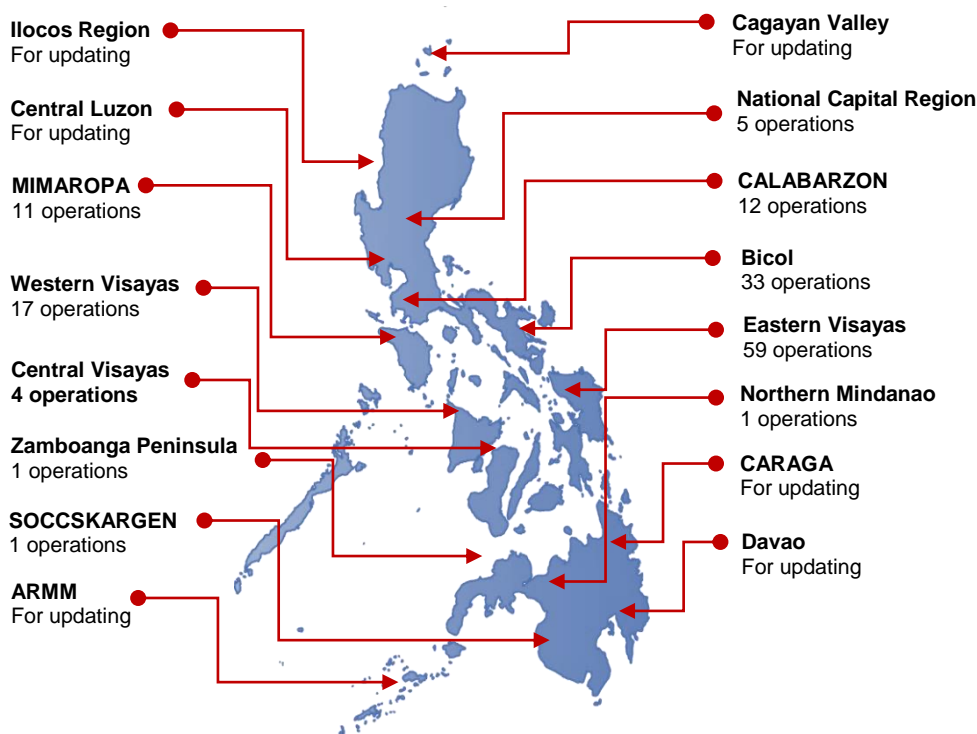 Ilocos Region
For updating
Central Luzon
For updating
MIMAROPA
11 operations
Western Visayas
17 operations
Central Visayas
4 operations
Zamboanga Peninsula
1 operations
SOCCSKARGEN
1 operations
ARMM
For updating
Cagayan Valley
For updating
National Capital Region
5 operations
CALABARZON
12 operations
Bicol
33 operations
Eastern Visayas
59 operations
Northern Mindanao
1 operations
CARAGA
For updating
Davao
For updating